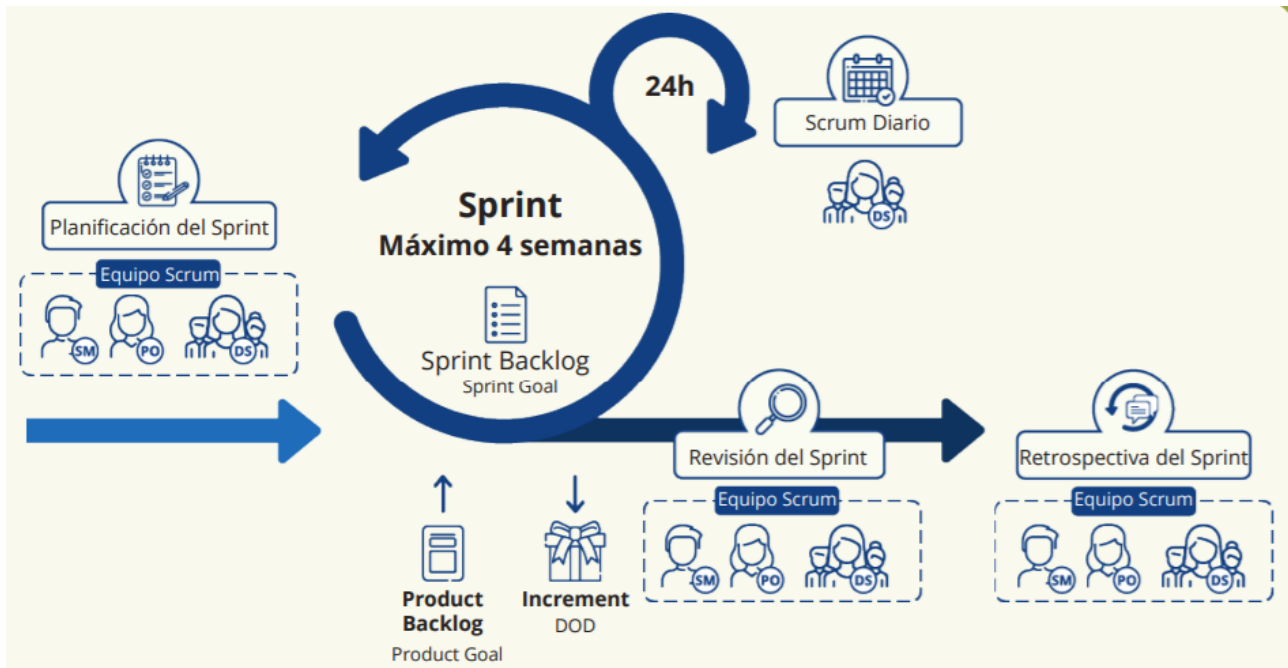 24h
Scrum Diario
DS
Planificación del Sprint
Equipo Scrum
SM
PO
DS
Sprint
Máximo 4 semanas
Sprint Backlog
Sprint Goal
Revisión del Sprint
Equipo Scrum
SM
PO
DS
Retrospectiva del Sprint
Equipo Scrum
SM
PO
DS
Product
Backlog
Product Goal
Increment
DOD